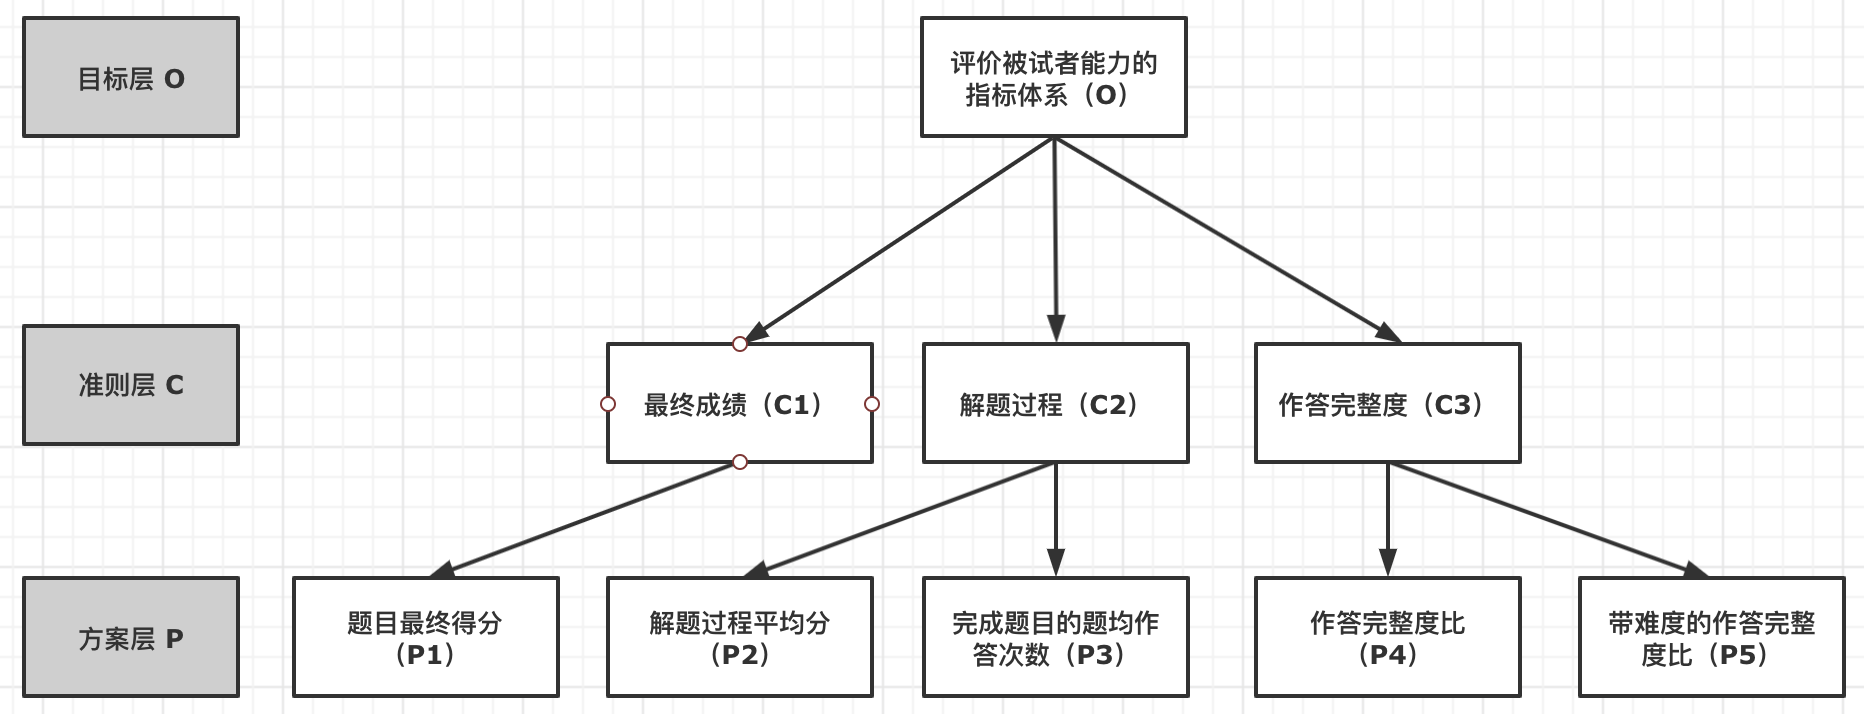 目标层 O
评价被试者能力的
指标体系（O）
准则层 C
最终成绩（C1）
解题过程（C2）
作答完整度（C3）
方案层 P
题目最终得分
（P1）
解题过程平均分
（P2）
完成题目的题均作
答次数（P3）
作答完整度比
（P4）
带难度的作答完整
度比（P5）